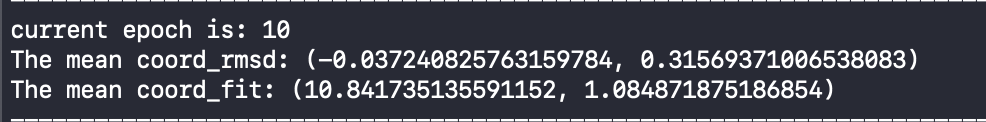 current epoch is: 10
The mean coord_rmsd: (-0.037240825763159784, 0.31569371006538083)
The mean coord_fit: (10.841735135591152, 1.084871875186854)